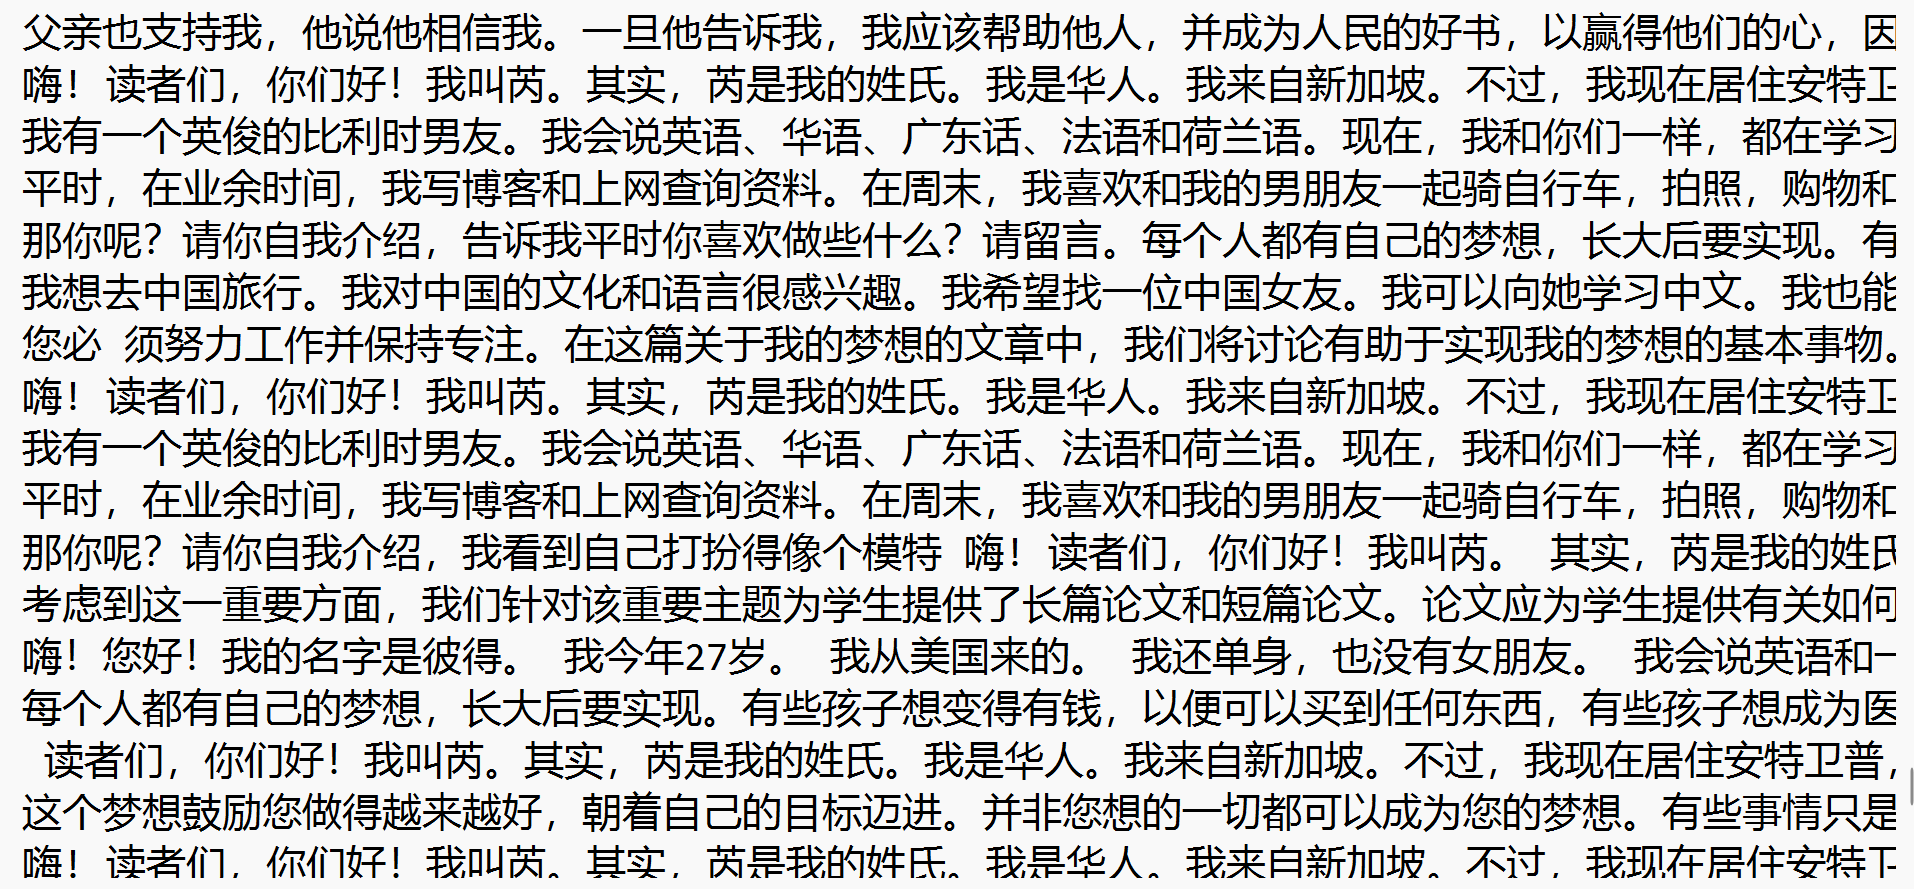 父亲也支持我，他说他相信我。一旦他告诉我，我应该帮助他人，并成为人民的好书，以赢得他们的心，因
嗨！读者们，你们好！我叫芮。其实，芮是我的姓氏。我是华人。我来自新加坡。不过，我现在居住安特卫
我有一个英俊的比利时男友。我会说英语、华语、广东话、法语和荷兰语。现在，我和你们一样，都在学习
平时，在业余时间，我写博客和上网查询资料。在周末，我喜欢和我的男朋友一起骑自行车，拍照，购物和
那你呢？请你自我介绍，告诉我平时你喜欢做些什么？请留言。每个人都有自己的梦想，长大后要实现。有
我想去中国旅行。我对中国的文化和语言很感兴趣。我希望找一位中国女友。我可以向她学习中文。我也能
您必 须努力工作并保持专注。在这篇关于我的梦想的文章中，我们将讨论有助于实现我的梦想的基本事物。
嗨！读者们，你们好！我叫芮。其实，芮是我的姓氏。我是华人。我来自新加坡。不过，我现在居住安特卫
我有一个英俊的比利时男友。我会说英语、华语、广东话、法语和荷兰语。现在，我和你们一样，都在学习
平时，在业余时间，我写博客和上网查询资料。在周末，我喜欢和我的男朋友一起骑自行车，拍照，购物和
那你呢？请你自我介绍，我看到自己打扮得像个模特 嗨！读者们，你们好！我叫芮。 其实，芮是我的姓氏
考虑到这一重要方面，我们针对该重要主题为学生提供了长篇论文和短篇论文。论文应为学生提供有关如何
嗨！您好！我的名字是彼得。 我今年27岁。 我从美国来的。 我还单身，也没有女朋友。 我会说英语和一
每个人都有自己的梦想，长大后要实现。有些孩子想变得有钱，以便可以买到任何东西，有些孩子想成为医
读者们，你们好！我叫芮。其实，芮是我的姓氏。我是华人。我来自新加坡。不过，我现在居住安特卫普，
这个梦想鼓励您做得越来越好，朝着自己的目标迈进。并非您想的一切都可以成为您的梦想。有些事情只是
嗨！读者们，你们好！我叫芮。其实，芮是我的姓氏。我是华人。我来自新加坡。不过，我现在居住安特卫